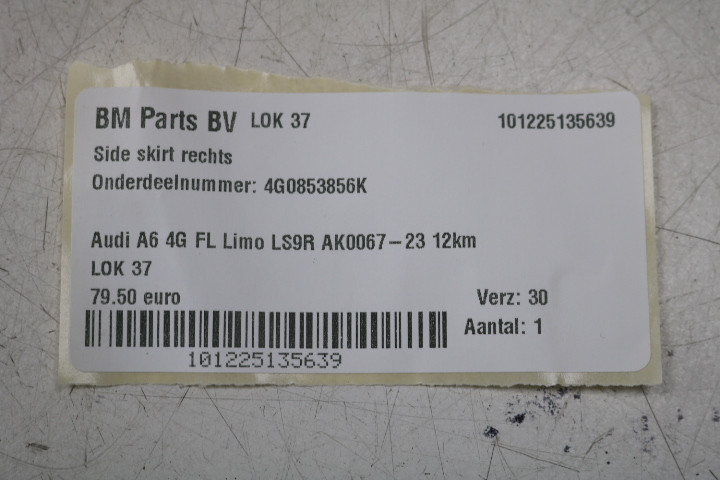 BM Parts BV LOK 37 101225135639
Side skirt rechts
Onderdeelnummer: 4G0853856K
Audi A6 4G FL Limo LS9R AK0067-23 12km
LOK 37
79.50 euro Verz: 30
Aantal: 1
101225135639